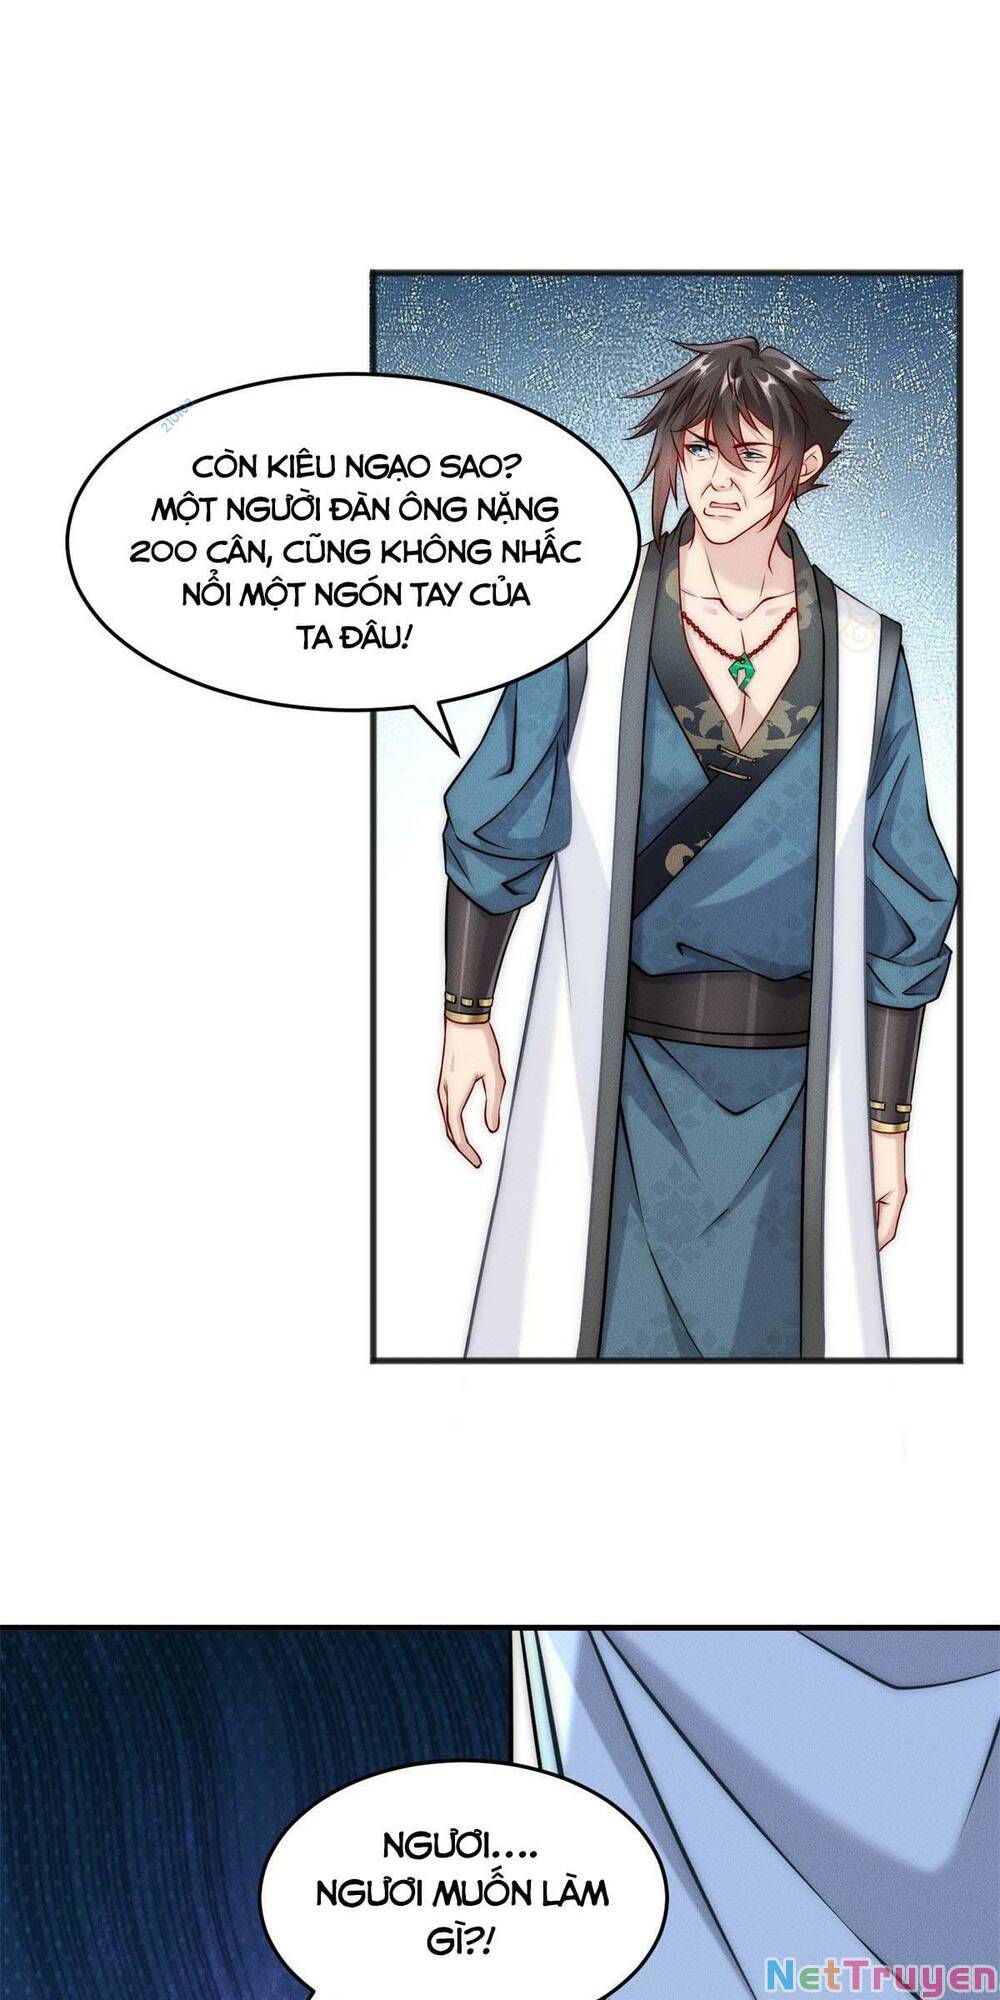 CÒN KIÊU NGẠO SAO?
MỘT NGƯỜI ĐÀN ÔNG NẶNG
200 CÂN, CŨNG KHÔNG NHẤC
NỔI MỘT NGÓN TAY CỦA
TA ĐÂU!
NGƯƠI....
NGƯƠI MUỐN LÀM
GÌ?!
NetTruyen